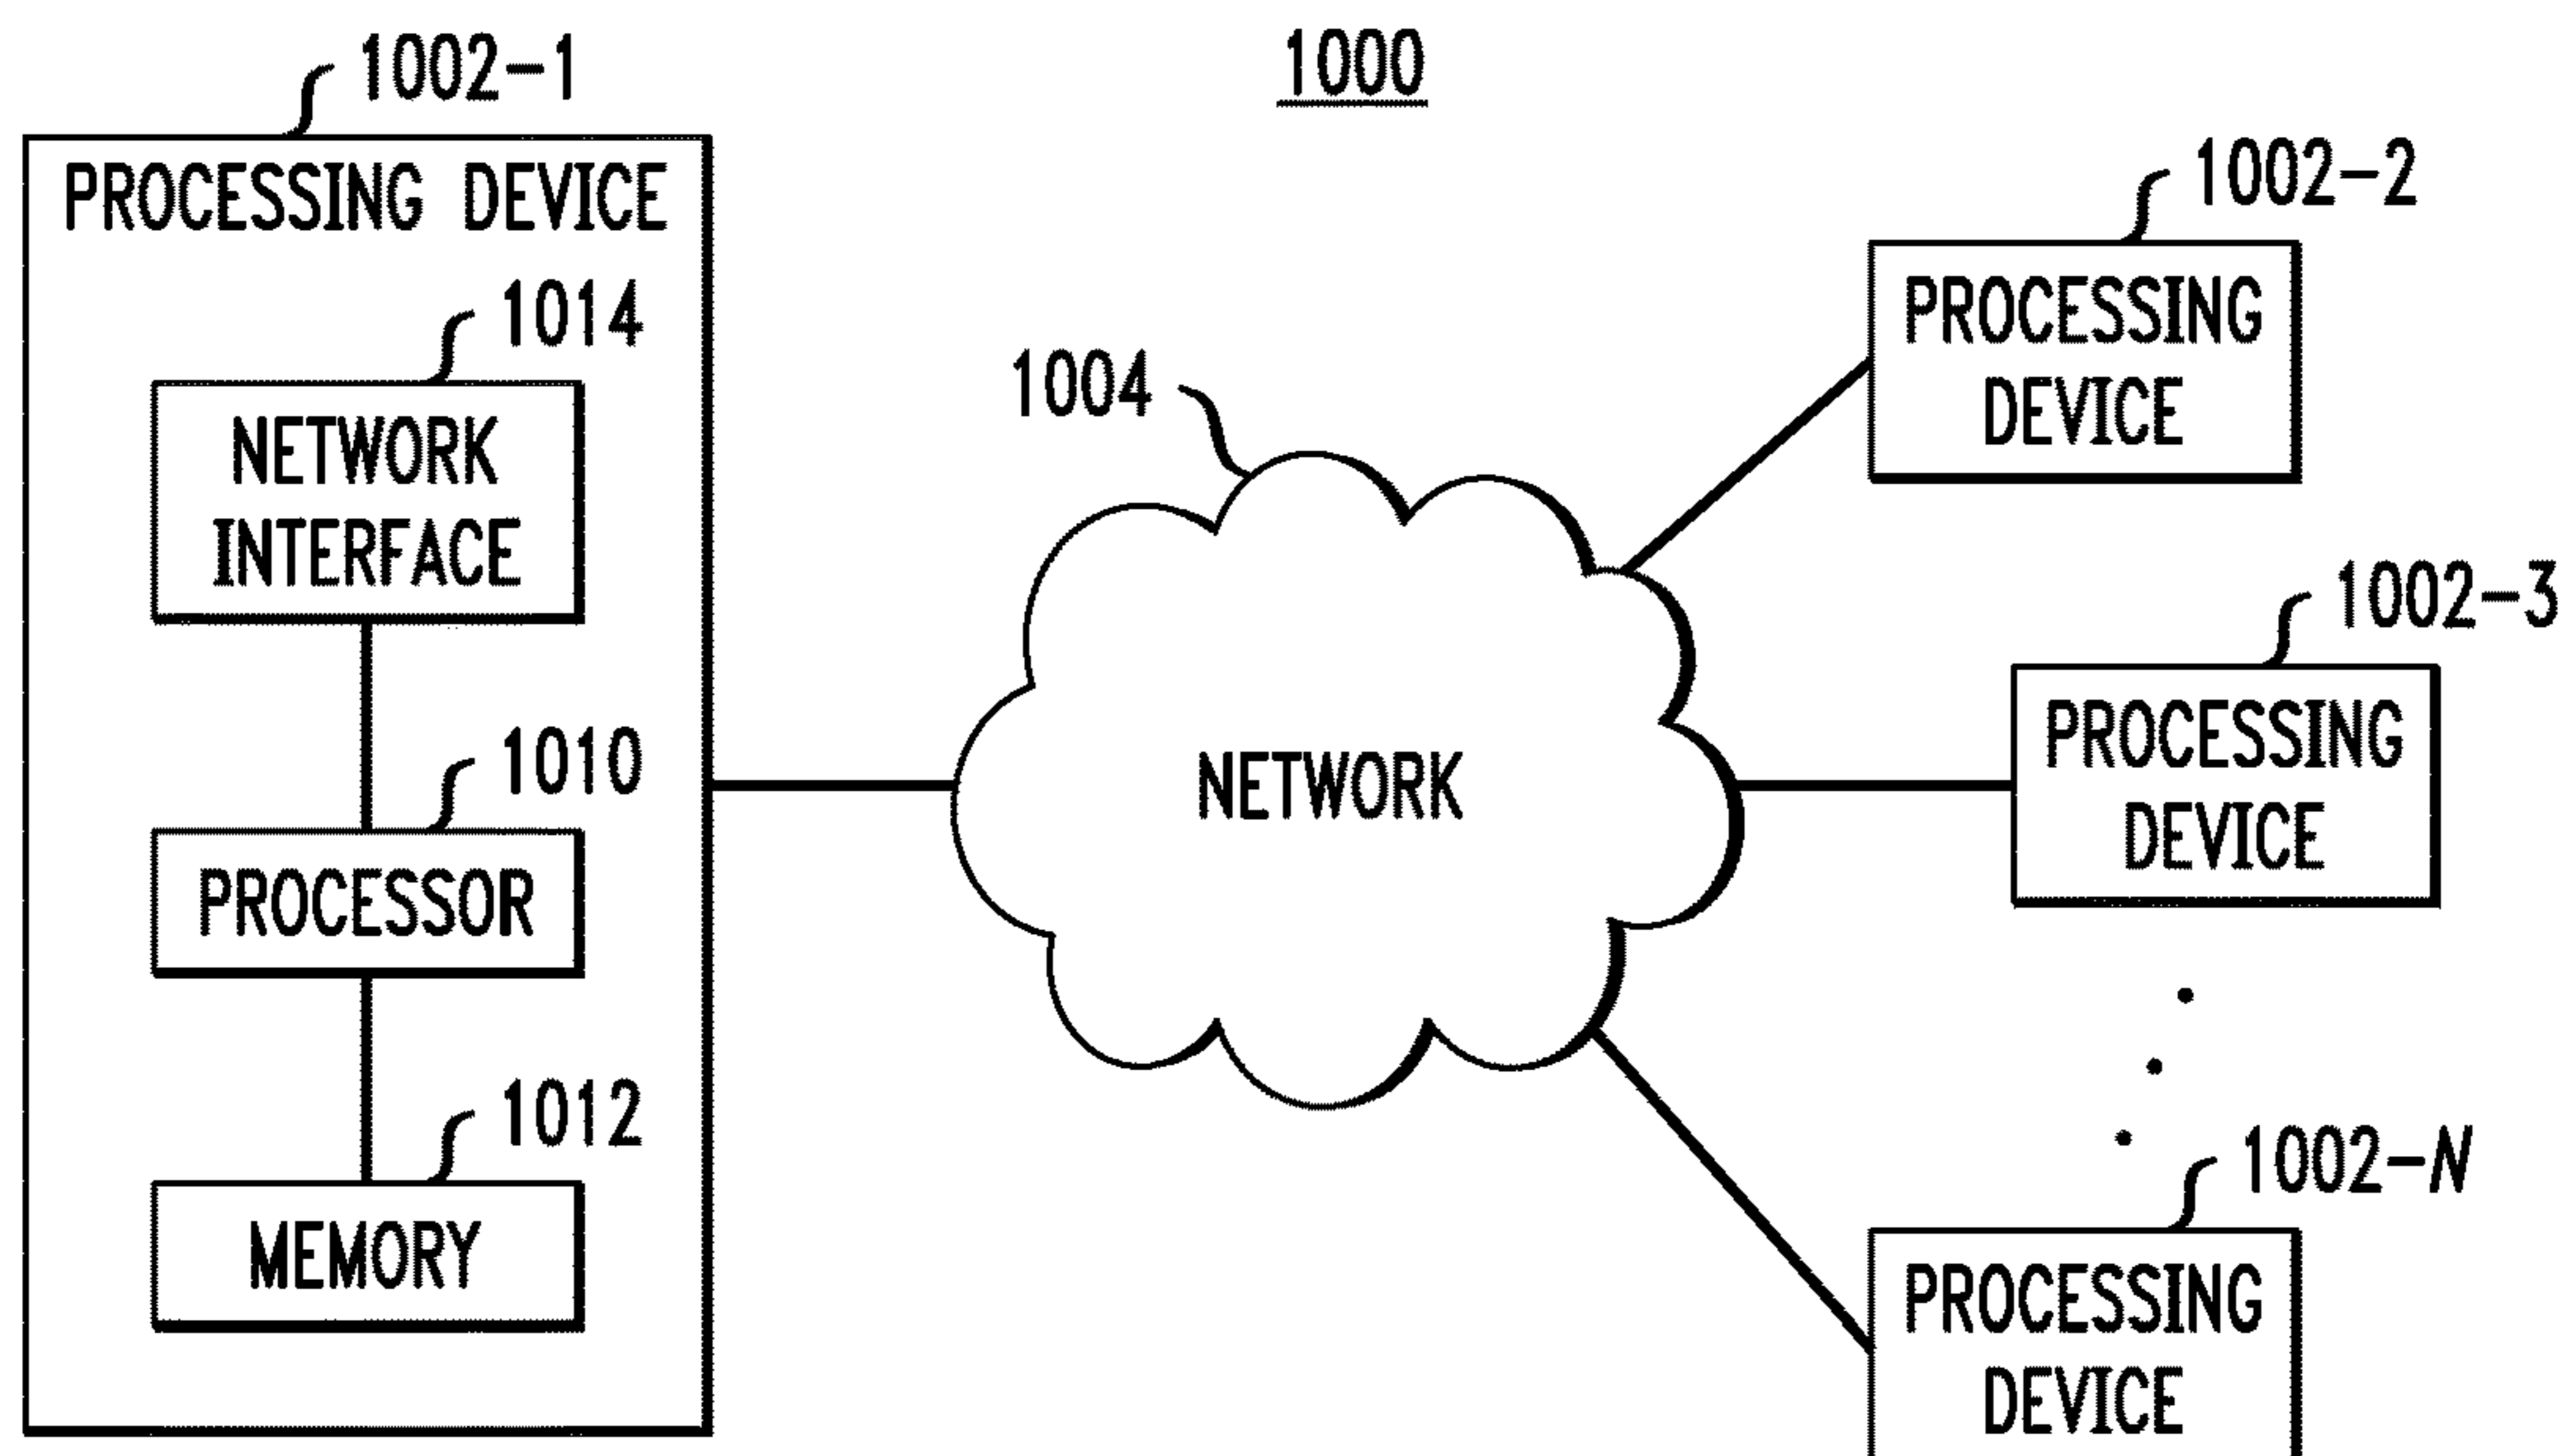 1000
1002-1
PROCESSING DEVICE
1014
NETWORK
INTERFACE
1010
PROCESSOR
1012
MEMORY
1004
NETWORK
1002-2
PROCESSING
DEVICE
1002-3
PROCESSING
DEVICE
1002-N
PROCESSING
DEVICE